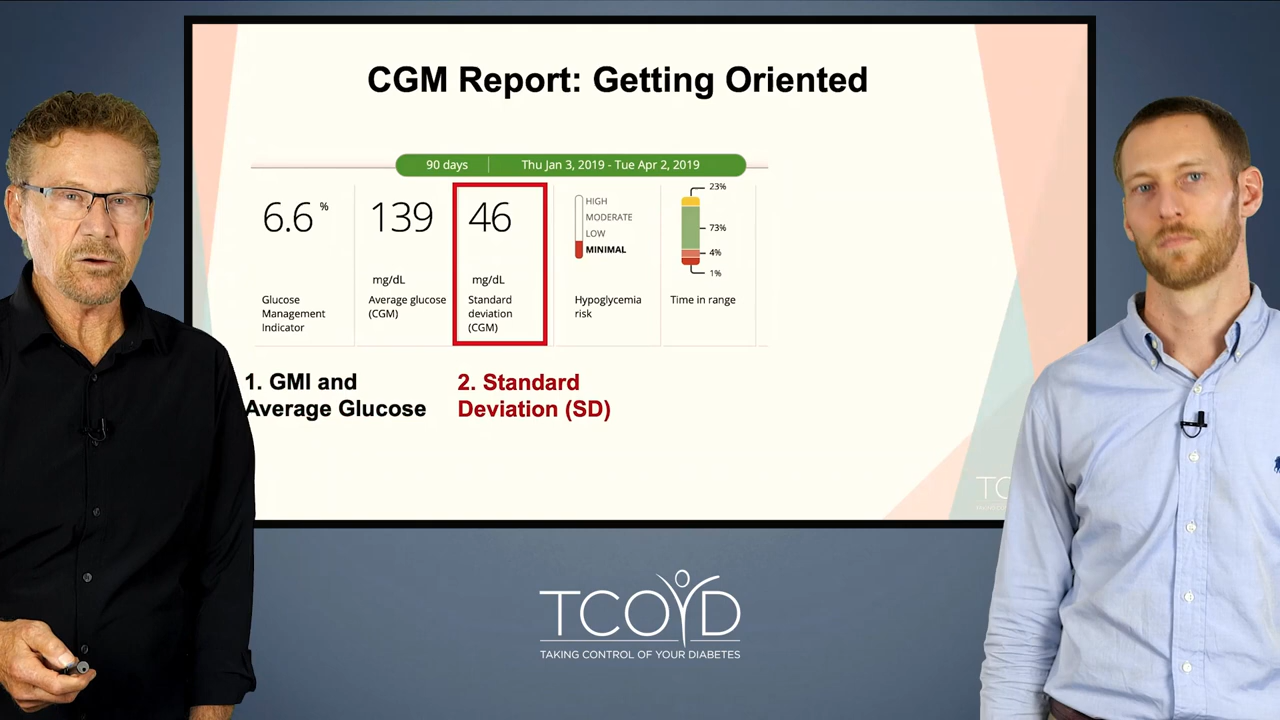 CGM Report: Getting Oriented
90 days
Thu Jan 3, 2019 - Tue Apr 2, 2019
6.6 %
Glucose
Management
Indicator
139
mg/dL
Average glucose
(CGM)
46
mg/dL
Standard
deviation
(CGM)
HIGH
MODERATE
LOW
MINIMAL
Hypoglycemia
risk
23%
73%
4%
1%
Time in range
1. GMI and
Average Glucose
2. Standard
Deviation (SD)
TC
TCOYD
TAKING CONTROL OF YOUR DIABETES